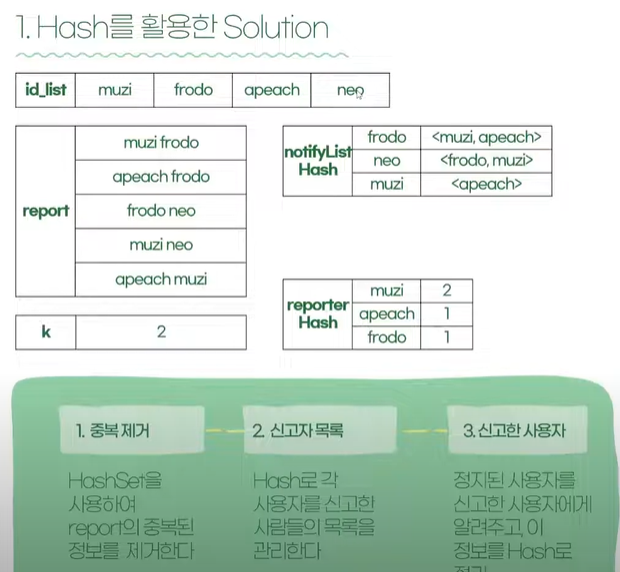 1. Hash를 활용한 Solution
id_list muzi frodo apeach neo
report
muzi frodo
apeach frodo
frodo neo
muzi neo
apeach muzi
k 2
notifyList
Hash
frodo <muzi, apeach>
neo <frodo, muzi>
muzi <apeach>
reporter
Hash
muzi 2
apeach 1
frodo 1
1. 중복 제거
HashSet을
사용하여
report의 중복된
정보를 제거한다
2. 신고자 목록
Hash로 각
사용자를 신고한
사람들의 목록을
관리한다
3. 신고한 사용자
정지된 사용자를
신고한 사용자에게
알려주고, 이
정보를 Hash로